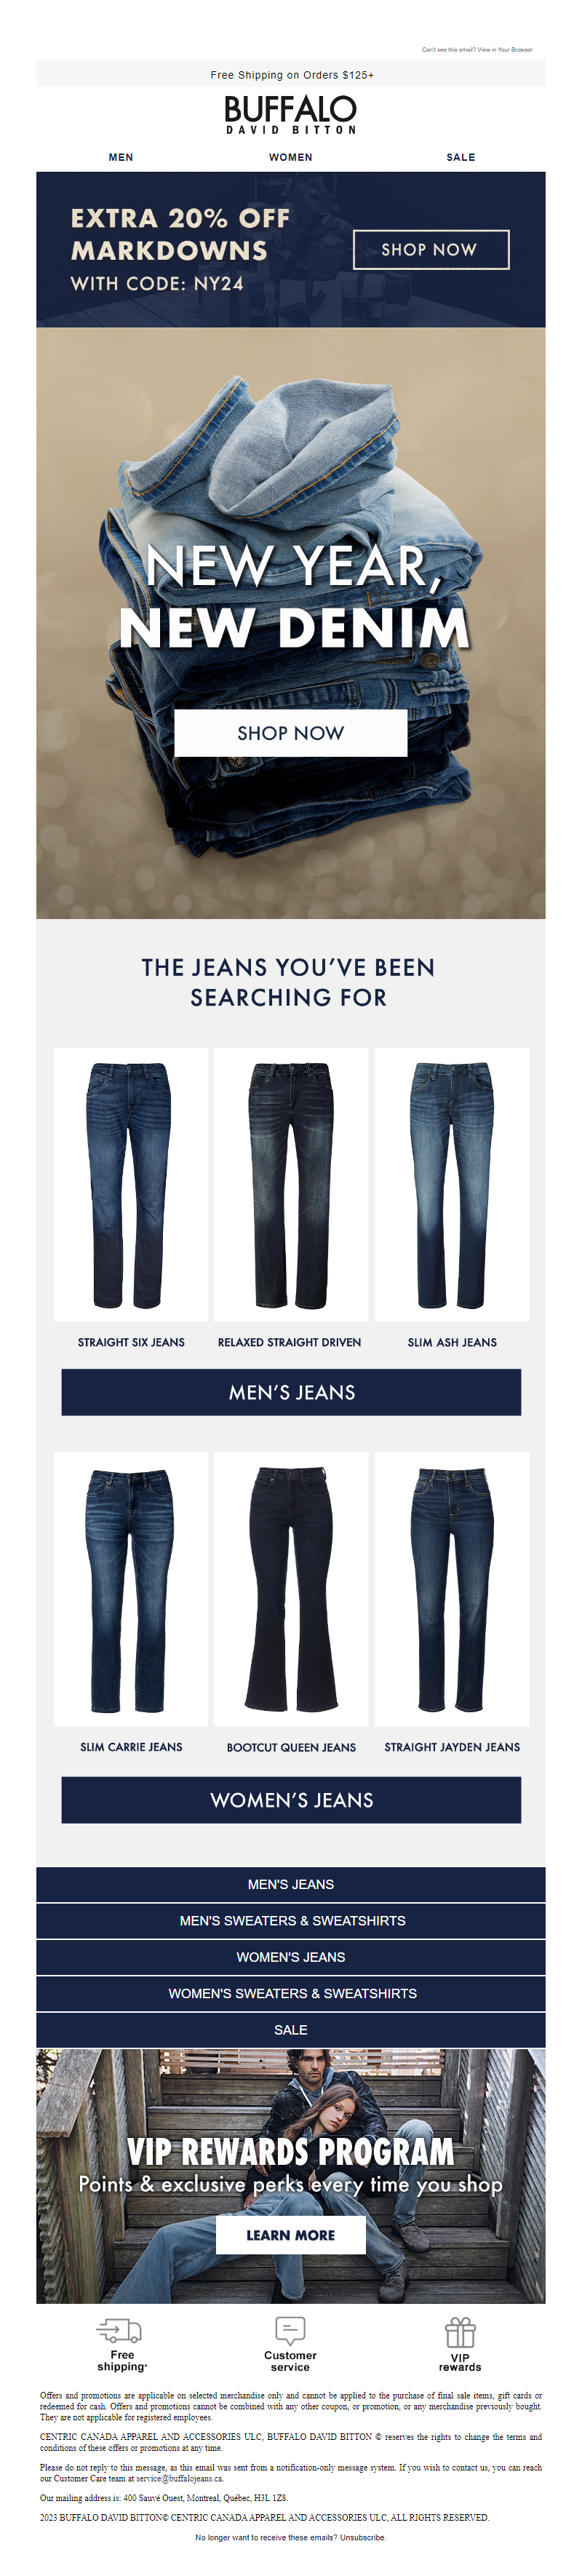 Can't see this email? View in Your Browser
Free Shipping on Orders $125+
BUFFALO
DAVID BITTON
MEN WOMEN SALE
EXTRA 20% OFF
MARKDOWNS
WITH CODE: NY24
SHOP NOW
NEW YEAR,
NEW DENIM
SHOP NOW
THE JEANS YOU'VE BEEN
SEARCHING FOR
STRAIGHT SIX JEANS RELAXED STRAIGHT DRIVEN SLIM ASH JEANS
MEN'S JEANS
SLIM CARRIE JEANS BOOTCUT QUEEN JEANS STRAIGHT JAYDEN JEANS
WOMEN'S JEANS
MEN'S JEANS
MEN'S SWEATERS & SWEATSHIRTS
WOMEN'S JEANS
WOMEN'S SWEATERS & SWEATSHIRTS
SALE
VIP REWARDS PROGRAM
Points & exclusive perks every time you shop
LEARN MORE
Free
shipping*
Customer
service
VIP
rewards
Offers and promotions are applicable on selected merchandise only and cannot be applied to the purchase of final sale items, gift cards or
redeemed for cash. Offers and promotions cannot be combined with any other coupon, or promotion, or any merchandise previously bought.
They are not applicable for registered employees.
CENTRIC CANADA APPAREL AND ACCESSORIES ULC, BUFFALO DAVID BITTON © reserves the rights to change the terms and
conditions of these offers or promotions at any time.
Please do not reply to this message, as this email was sent from a notification-only message system. If you wish to contact us, you can reach
our Customer Care team at service@buffalojeans.ca.
Our mailing address is: 400 Sauvé Ouest, Montreal, Québec, H3L 1Z8.
2023 BUFFALO DAVID BITTON© CENTRIC CANADA APPAREL AND ACCESSORIES ULC, ALL RIGHTS RESERVED.
No longer want to receive these emails? Unsubscribe.